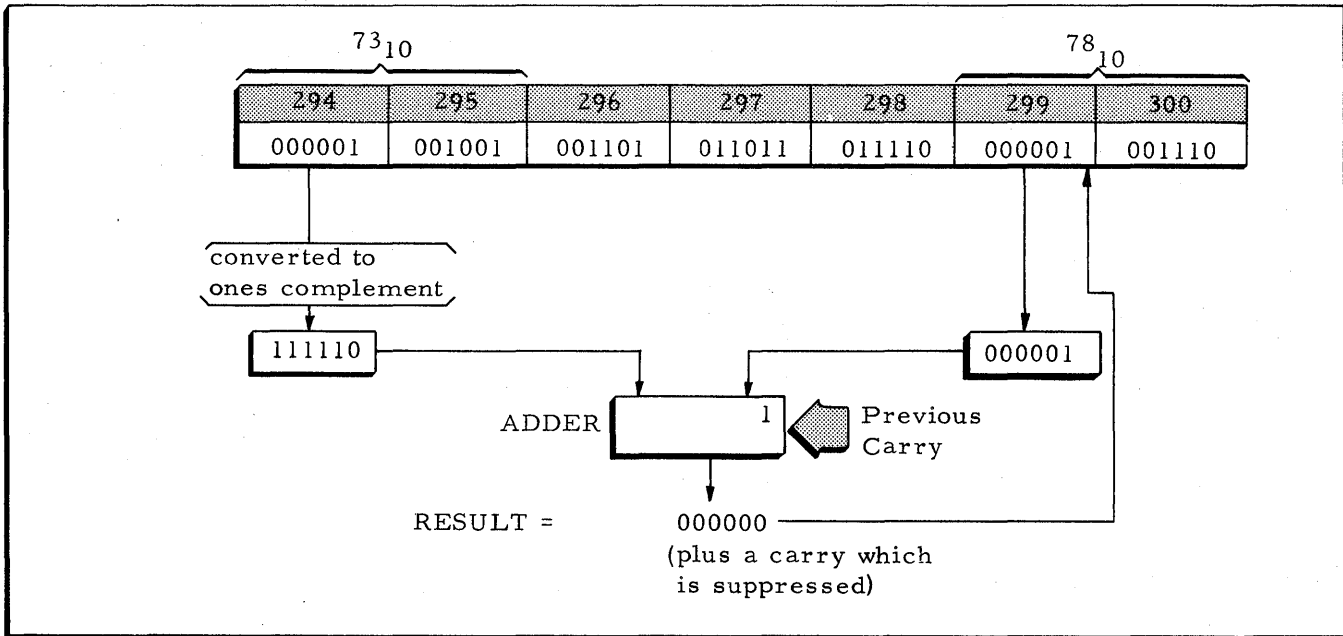 73₁₀ 78₁₀
294 295 296 297 298 299 300
000001 001001 001101 011011 011110 000001 001110
converted to
ones complement
111110 000001
1
ADDER Previous
Carry
RESULT = 000000
(plus a carry which
is suppressed)